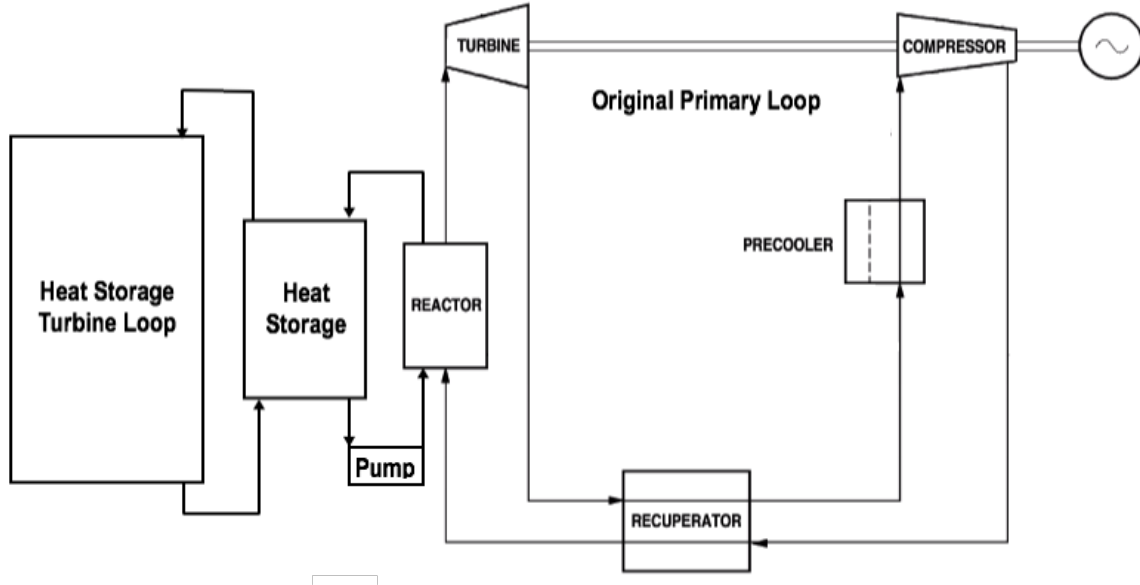 TURBINE
COMPRESSOR
Original Primary Loop
PRECOOLER
Heat Storage
Turbine Loop
Heat
Storage
REACTOR
Pump
RECUPERATOR